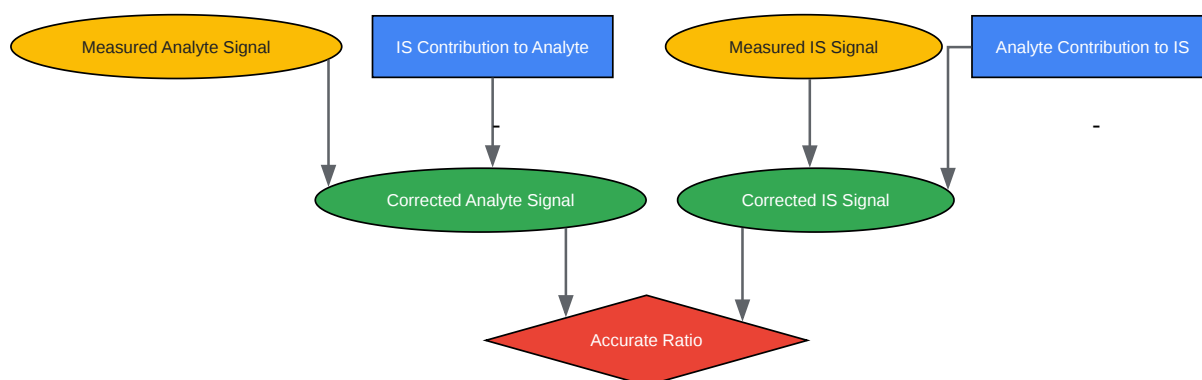 Measured Analyte Signal
IS Contribution to Analyte
Measured IS Signal
Analyte Contribution to IS
-
-
Corrected Analyte Signal
Corrected IS Signal
Accurate Ratio